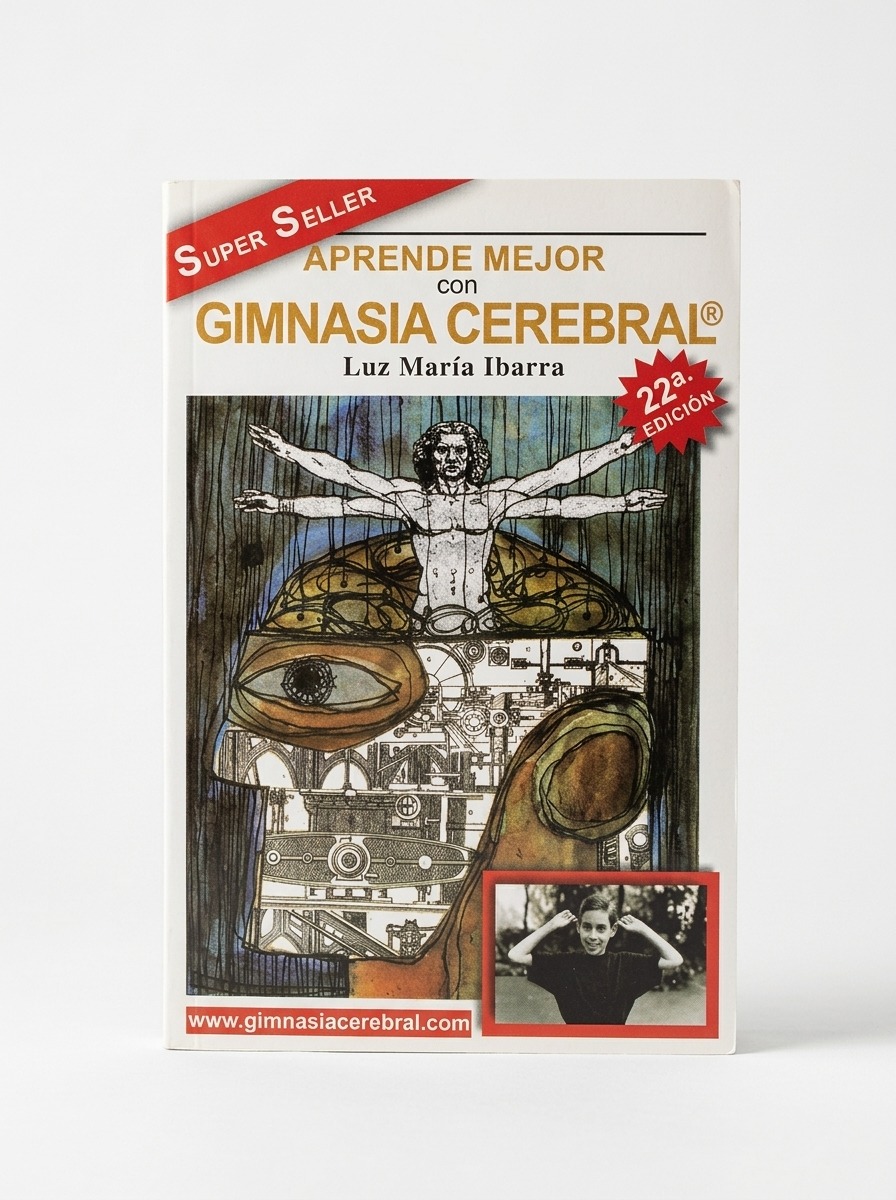 SUPER SELLER
APRENDE MEJOR
con
GIMNASIA CEREBRAL®
Luz María Ibarra
22ª.
EDICIÓN
www.gimnasiacerebral.com